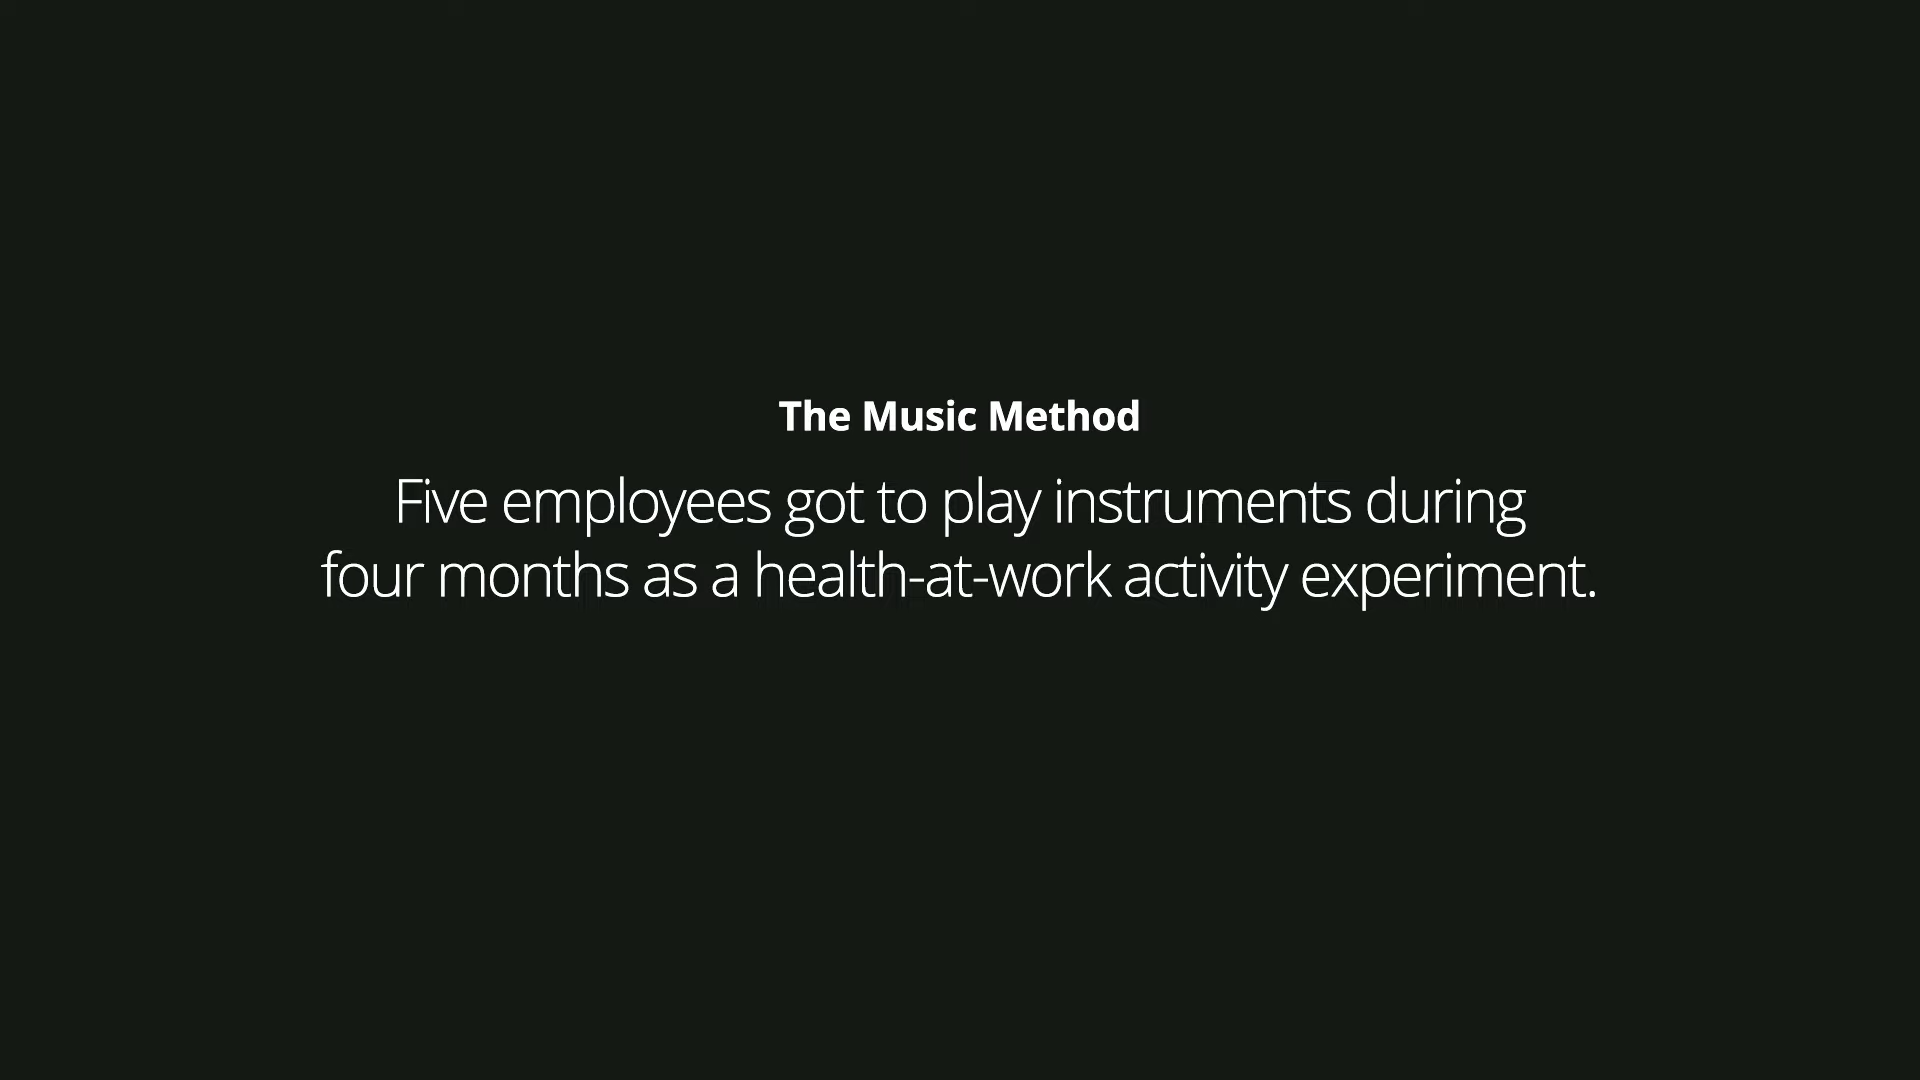 The Music Method
Five employees got to play instruments during
four months as a health-at-work activity experiment.